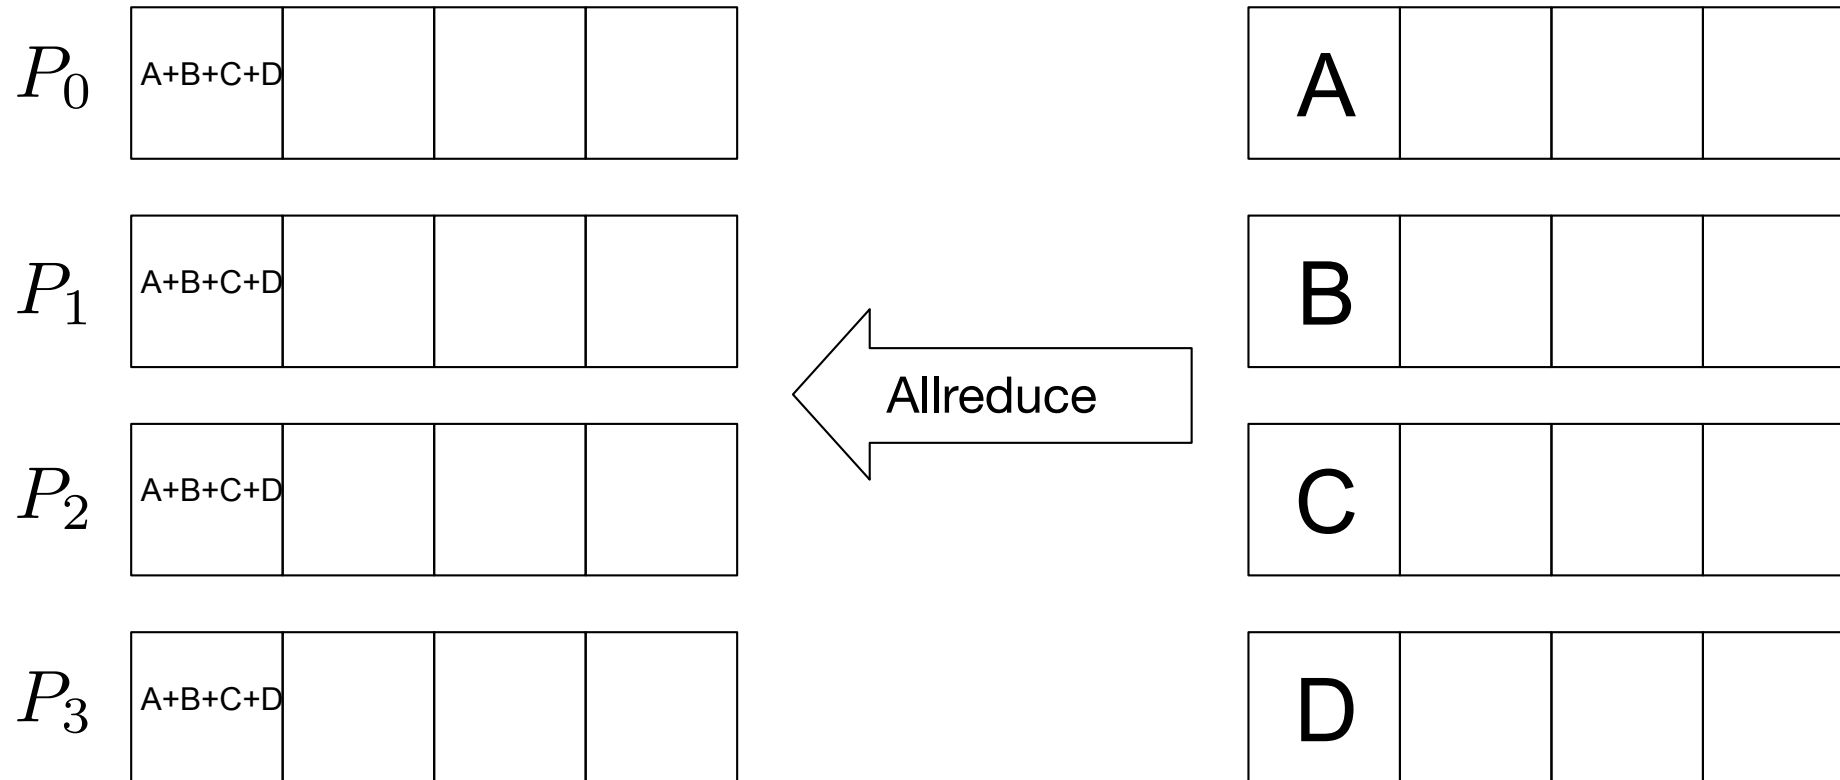 P0 A+B+C+D A
P1 A+B+C+D B
Allreduce
P2 A+B+C+D C
P3 A+B+C+D D